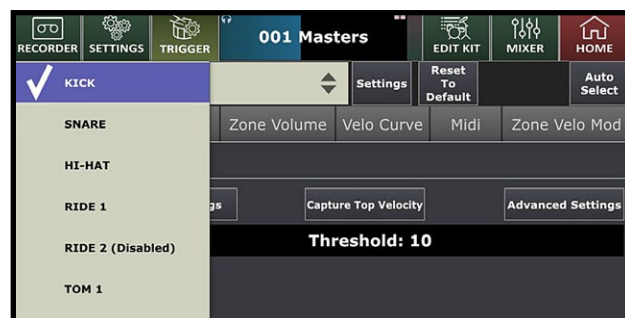 RECORDER
SETTINGS
TRIGGER
001 Masters
EDIT KIT
MIXER
HOME
KICK
Settings
Reset
To
Default
Auto
Select
SNARE
Zone Volume
Velo Curve
Midi
Zone Velo Mod
HI-HAT
RIDE 1
Capture Top Velocity
Advanced Settings
RIDE 2 (Disabled)
Threshold: 10
TOM 1